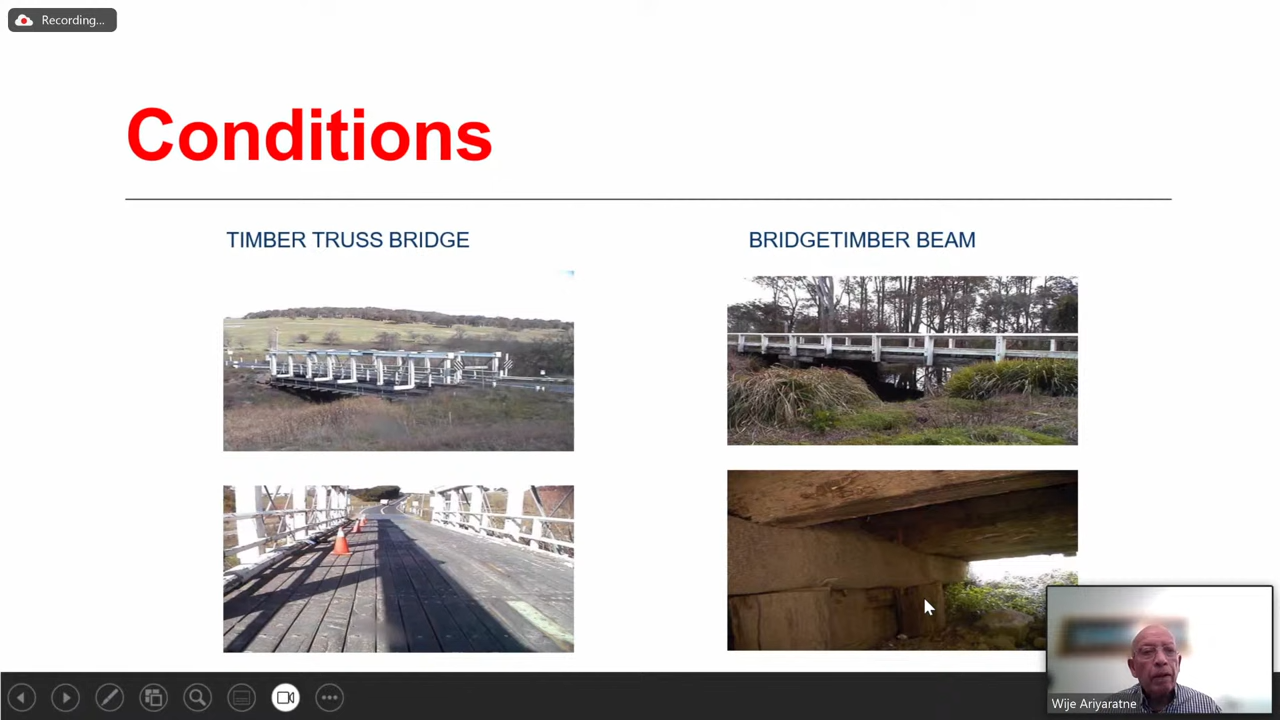 Recording...
Conditions
TIMBER TRUSS BRIDGE
BRIDGETIMBER BEAM
Wije Ariyaratne